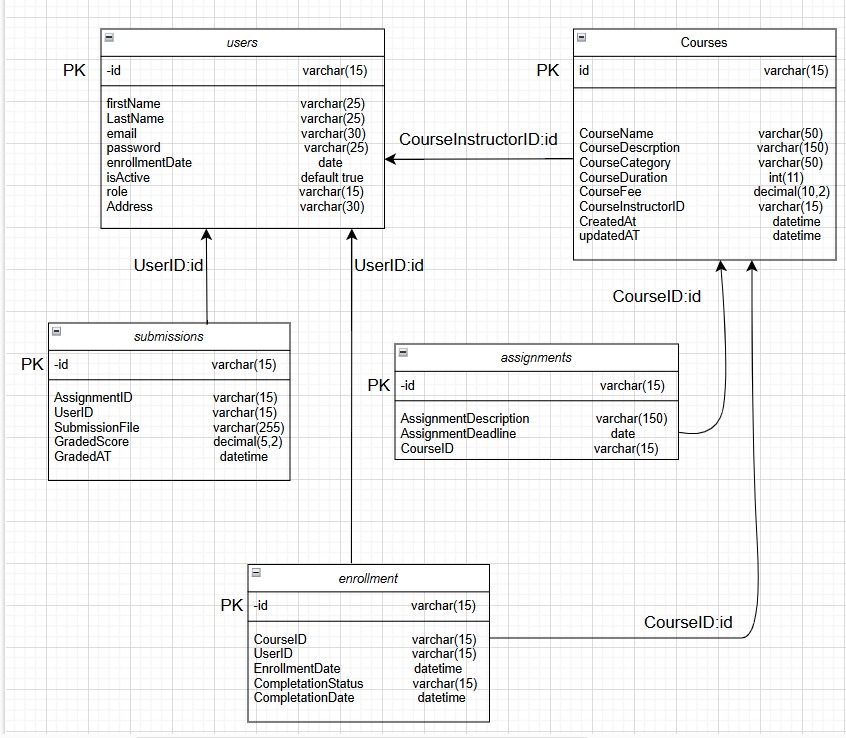 users
PK -id varchar(15)
firstName varchar(25)
LastName varchar(25)
email varchar(30)
password varchar(25)
enrollmentDate date
isActive default true
role varchar(15)
Address varchar(30)
Courses
PK id varchar(15)
CourseName varchar(50)
CourseDescrption varchar(150)
CourseCategory varchar(50)
CourseDuration int(11)
CourseFee decimal(10,2)
CourseInstructorID varchar(15)
CreatedAt datetime
updatedAT datetime
CourseInstructorID:id
UserID:id
UserID:id
CourseID:id
submissions
PK -id varchar(15)
AssignmentID varchar(15)
UserID varchar(15)
SubmissionFile varchar(255)
GradedScore decimal(5,2)
GradedAT datetime
assignments
PK -id varchar(15)
AssignmentDescription varchar(150)
AssignmentDeadline date
CourseID varchar(15)
enrollment
PK -id varchar(15)
CourseID varchar(15)
UserID varchar(15)
EnrollmentDate datetime
CompletationStatus varchar(15)
CompletationDate datetime
CourseID:id